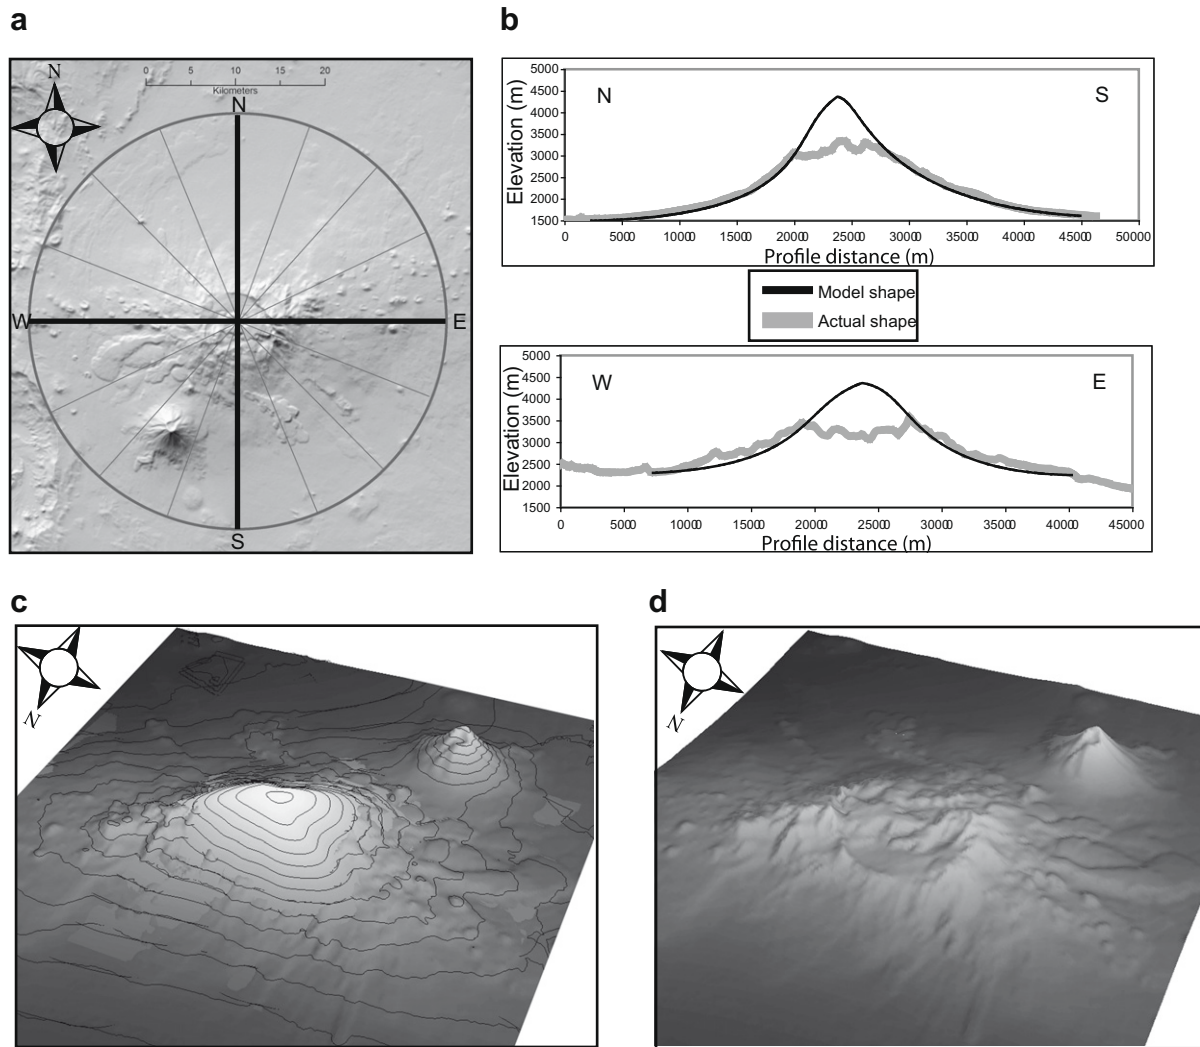 a
N
0 5 10 15 20
Kilometers
N
W
E
S
b
5000
4500
4000
3500
3000
2500
2000
1500
Elevation (m)
N
S
0 5000 10000 15000 20000 25000 30000 35000 40000 45000 50000
Profile distance (m)
Model shape
Actual shape
5000
4500
4000
3500
3000
2500
2000
1500
Elevation (m)
W
E
0 5000 10000 15000 20000 25000 30000 35000 40000 45000
Profile distance (m)
c
N
d
N